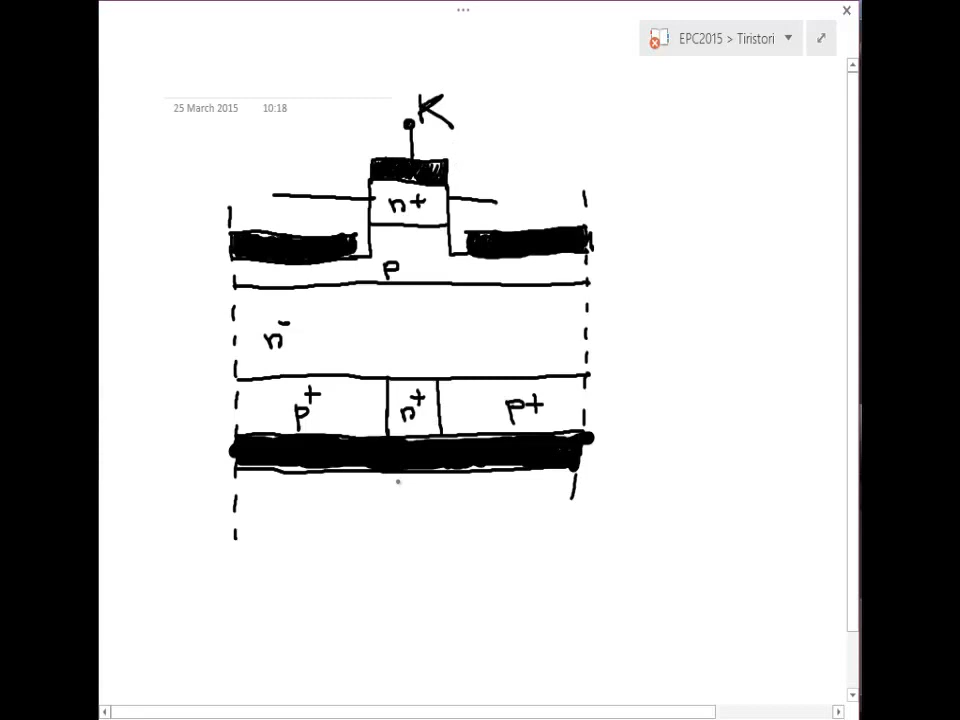 EPC2015 > Tiristori
25 March 2015 10:18
K
n+
p
n-
p+ n+ p+